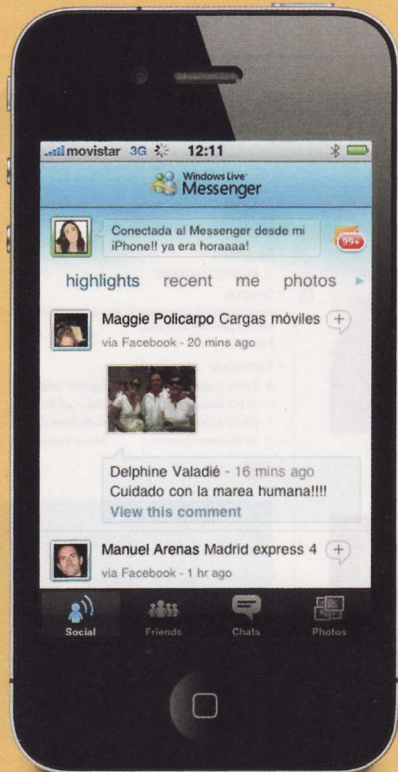 movistar 3G 12:11
Windows Live™
Messenger
Conectada al Messenger desde mi
iPhone!! ya era horaaaa!
99+
highlights recent me photos
Maggie Policarpo Cargas móviles
via Facebook - 20 mins ago
Delphine Valadié - 16 mins ago
Cuidado con la marea humana!!!!
View this comment
Manuel Arenas Madrid express 4
via Facebook - 1 hr ago
Social Friends Chats Photos